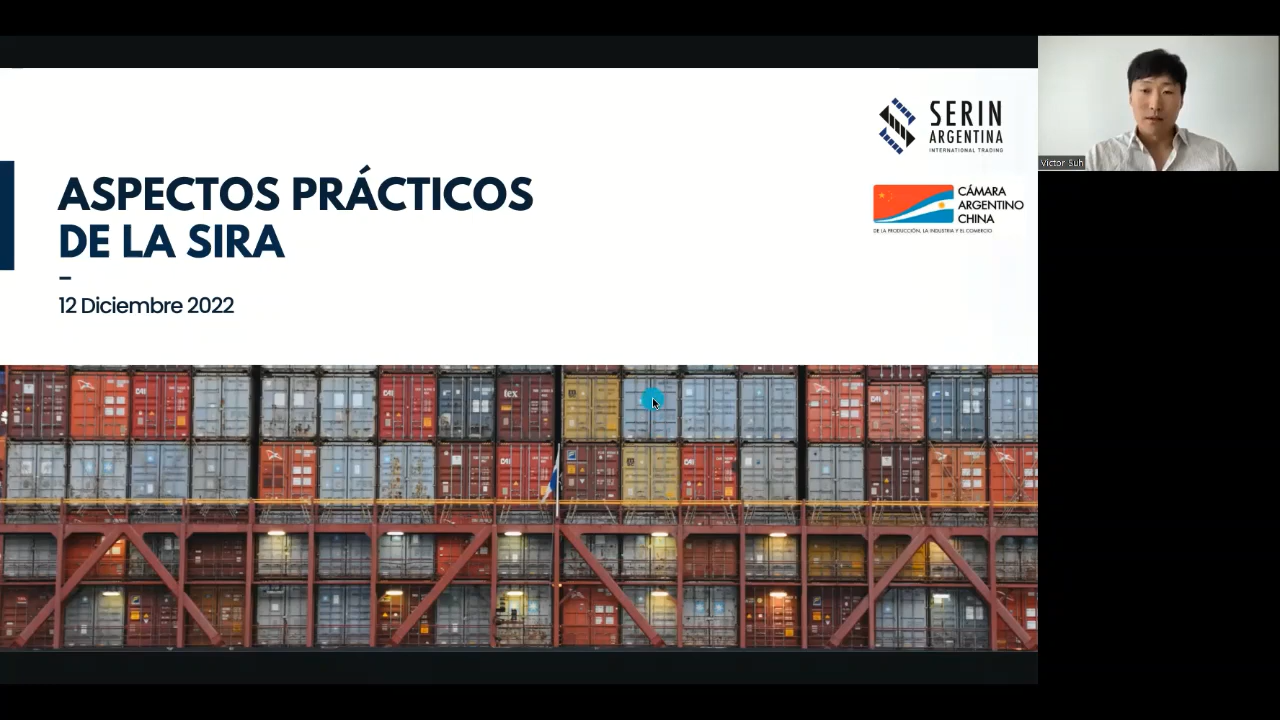 ASPECTOS PRÁCTICOS
DE LA SIRA
12 Diciembre 2022
SERIN
ARGENTINA
INTERNATIONAL TRADING
CÁMARA
ARGENTINO
CHINA
DE LA PRODUCCIÓN, LA INDUSTRIA Y EL COMERCIO
Victor Suh
tex